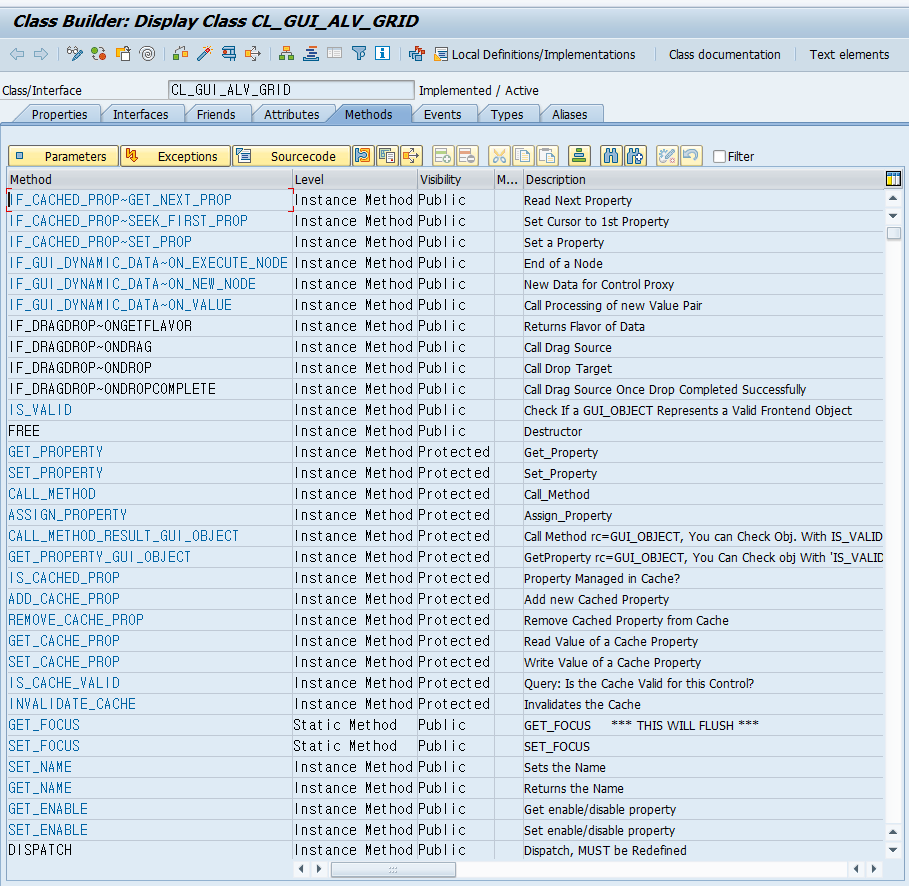 Class Builder: Display Class CL_GUI_ALV_GRID
Local Definitions/Implementations Class documentation Text elements
Class/Interface CL_GUI_ALV_GRID Implemented / Active
Properties Interfaces Friends Attributes Methods Events Types Aliases
Parameters Exceptions Sourcecode Filter
Method Level Visibility M... Description
IF_CACHED_PROP~GET_NEXT_PROP Instance Method Public Read Next Property
IF_CACHED_PROP~SEEK_FIRST_PROP Instance Method Public Set Cursor to 1st Property
IF_CACHED_PROP~SET_PROP Instance Method Public Set a Property
IF_GUI_DYNAMIC_DATA~ON_EXECUTE_NODE Instance Method Public End of a Node
IF_GUI_DYNAMIC_DATA~ON_NEW_NODE Instance Method Public New Data for Control Proxy
IF_GUI_DYNAMIC_DATA~ON_VALUE Instance Method Public Call Processing of new Value Pair
IF_DRAGDROP~ONGETFLAVOR Instance Method Public Returns Flavor of Data
IF_DRAGDROP~ONDRAG Instance Method Public Call Drag Source
IF_DRAGDROP~ONDROP Instance Method Public Call Drop Target
IF_DRAGDROP~ONDROPCOMPLETE Instance Method Public Call Drag Source Once Drop Completed Successfully
IS_VALID Instance Method Public Check If a GUI_OBJECT Represents a Valid Frontend Object
FREE Instance Method Public Destructor
GET_PROPERTY Instance Method Protected Get_Property
SET_PROPERTY Instance Method Protected Set_Property
CALL_METHOD Instance Method Protected Call_Method
ASSIGN_PROPERTY Instance Method Protected Assign_Property
CALL_METHOD_RESULT_GUI_OBJECT Instance Method Protected Call Method rc=GUI_OBJECT, You can Check Obj. With IS_VALID
GET_PROPERTY_GUI_OBJECT Instance Method Protected GetProperty rc=GUI_OBJECT, You Can Check obj With 'IS_VALID
IS_CACHED_PROP Instance Method Protected Property Managed in Cache?
ADD_CACHE_PROP Instance Method Protected Add new Cached Property
REMOVE_CACHE_PROP Instance Method Protected Remove Cached Property from Cache
GET_CACHE_PROP Instance Method Protected Read Value of a Cache Property
SET_CACHE_PROP Instance Method Protected Write Value of a Cache Property
IS_CACHE_VALID Instance Method Protected Query: Is the Cache Valid for this Control?
INVALIDATE_CACHE Instance Method Protected Invalidates the Cache
GET_FOCUS Static Method Public GET_FOCUS *** THIS WILL FLUSH ***
SET_FOCUS Static Method Public SET_FOCUS
SET_NAME Instance Method Public Sets the Name
GET_NAME Instance Method Public Returns the Name
GET_ENABLE Instance Method Public Get enable/disable property
SET_ENABLE Instance Method Public Set enable/disable property
DISPATCH Instance Method Public Dispatch, MUST be Redefined